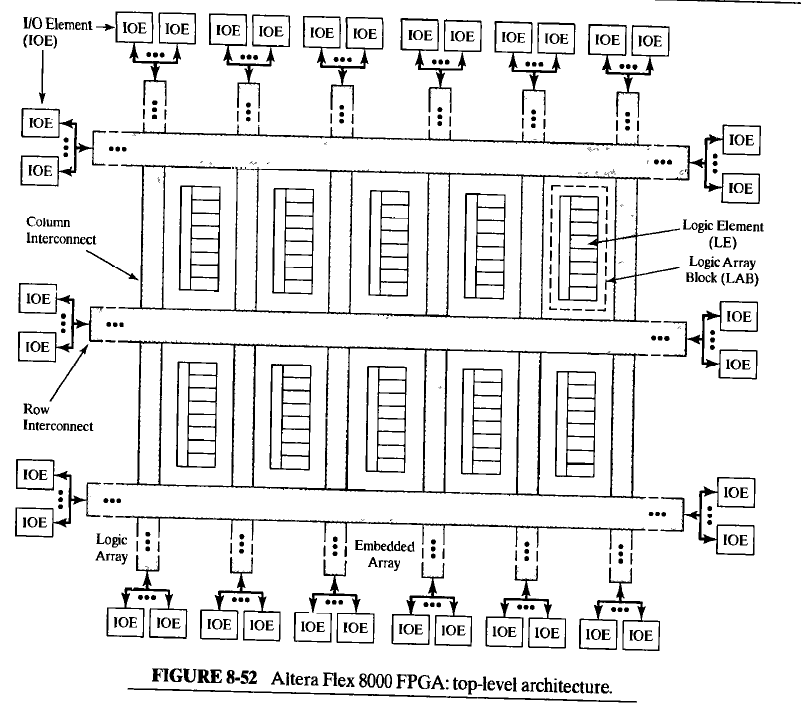 I/O Element
(IOE)
IOE IOE IOE IOE IOE IOE IOE IOE IOE IOE IOE IOE
IOE
IOE
IOE
IOE
Column
Interconnect
Logic Element
(LE)
Logic Array
Block (LAB)
IOE
IOE
IOE
IOE
Row
Interconnect
IOE
IOE
IOE
IOE
Logic
Array
Embedded
Array
IOE IOE IOE IOE IOE IOE IOE IOE IOE IOE IOE IOE
FIGURE 8-52 Altera Flex 8000 FPGA: top-level architecture.